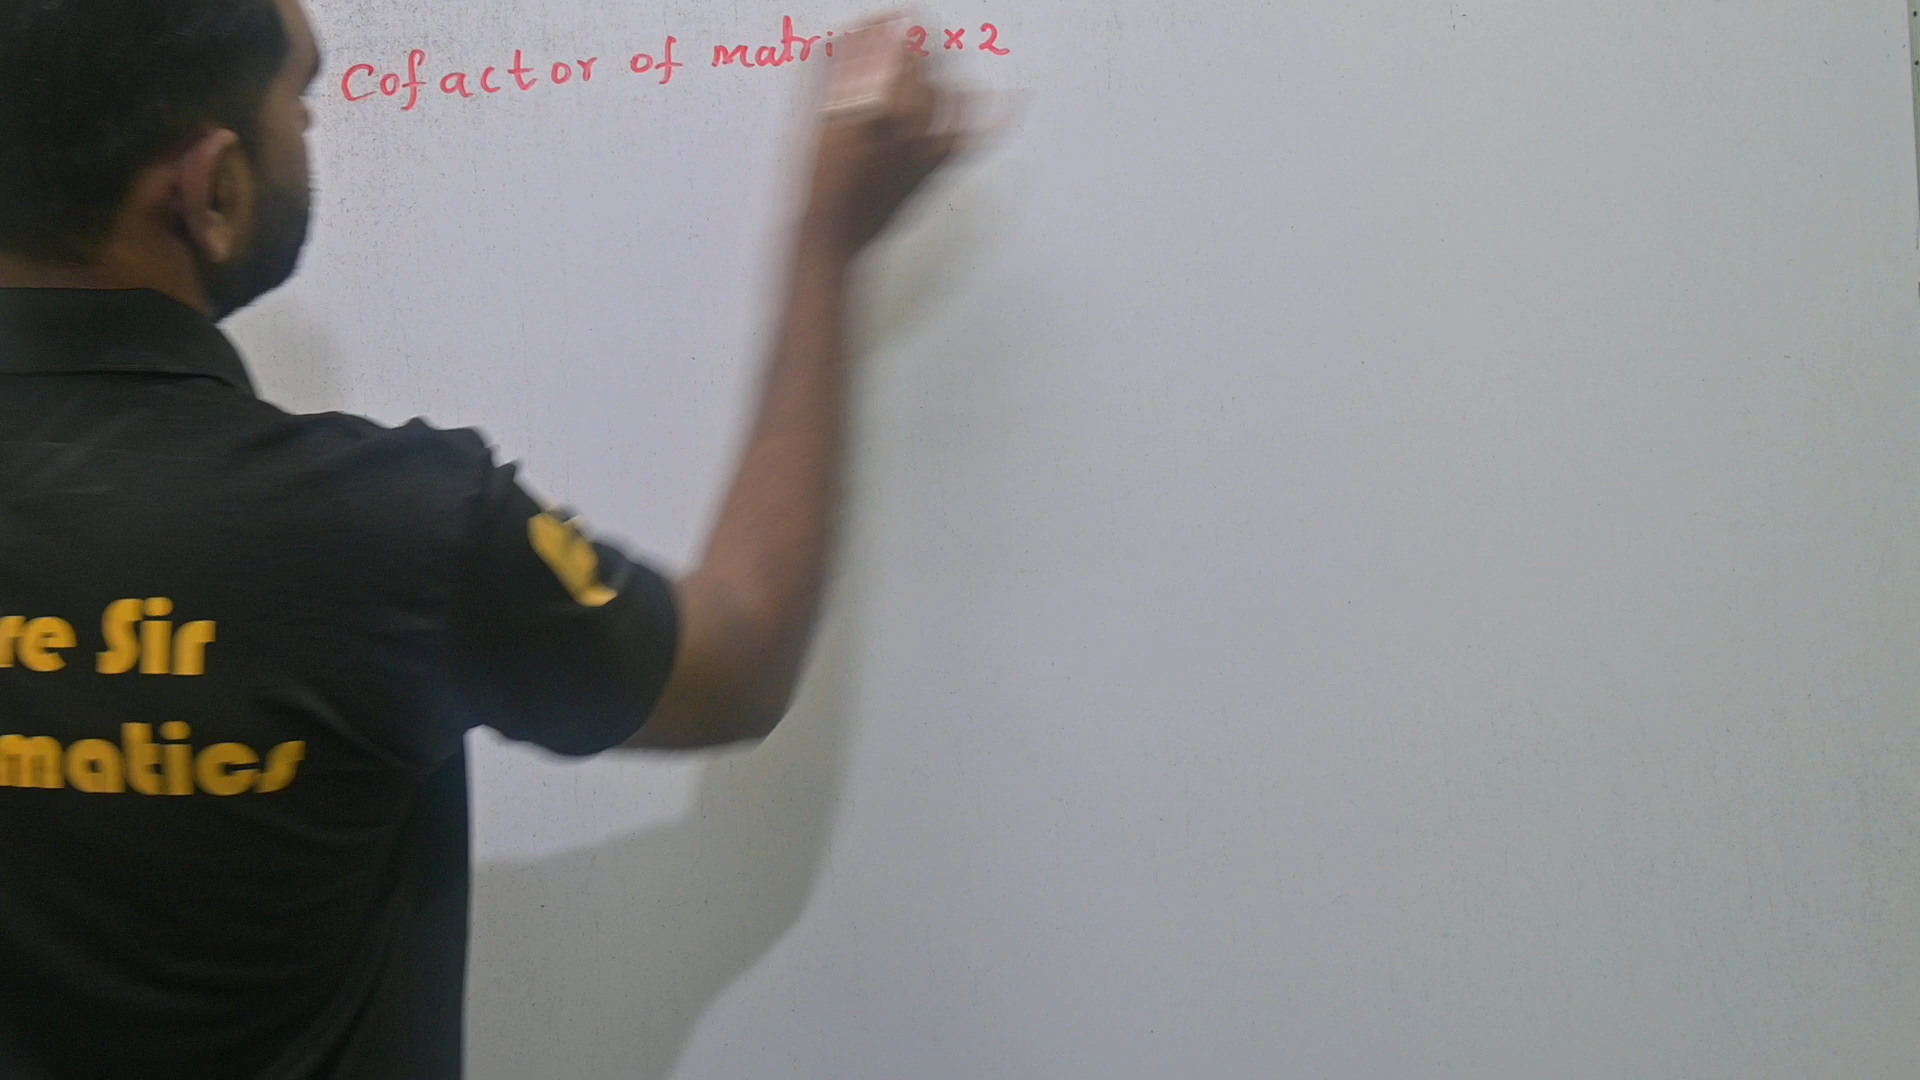 Cofactor of matri 2 × 2
re Sir
matics